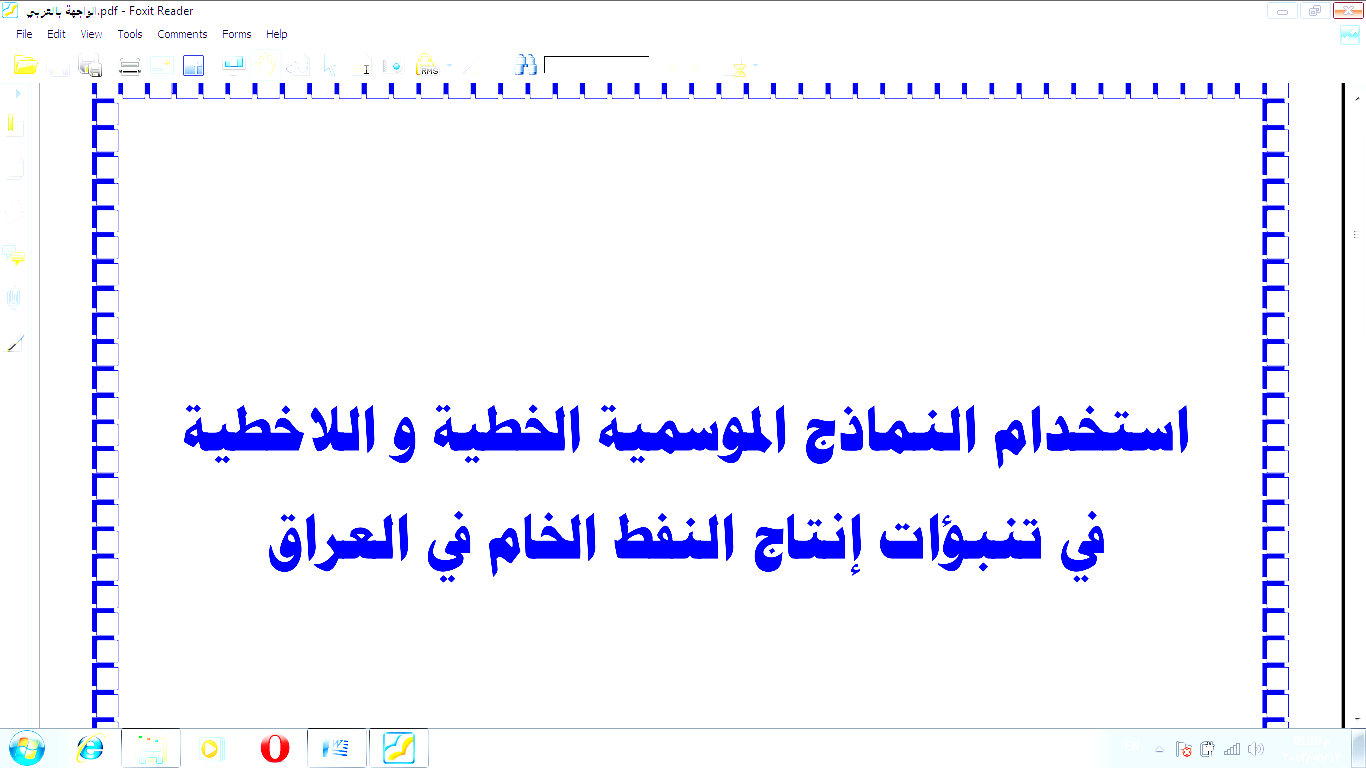 الواجهة بالعربي.pdf - Foxit Reader
File Edit View Tools Comments Forms Help
RMS
استخدام النماذج الموسمية الخطية و اللاخطية
في تنبؤات إنتاج النفط الخام في العراق